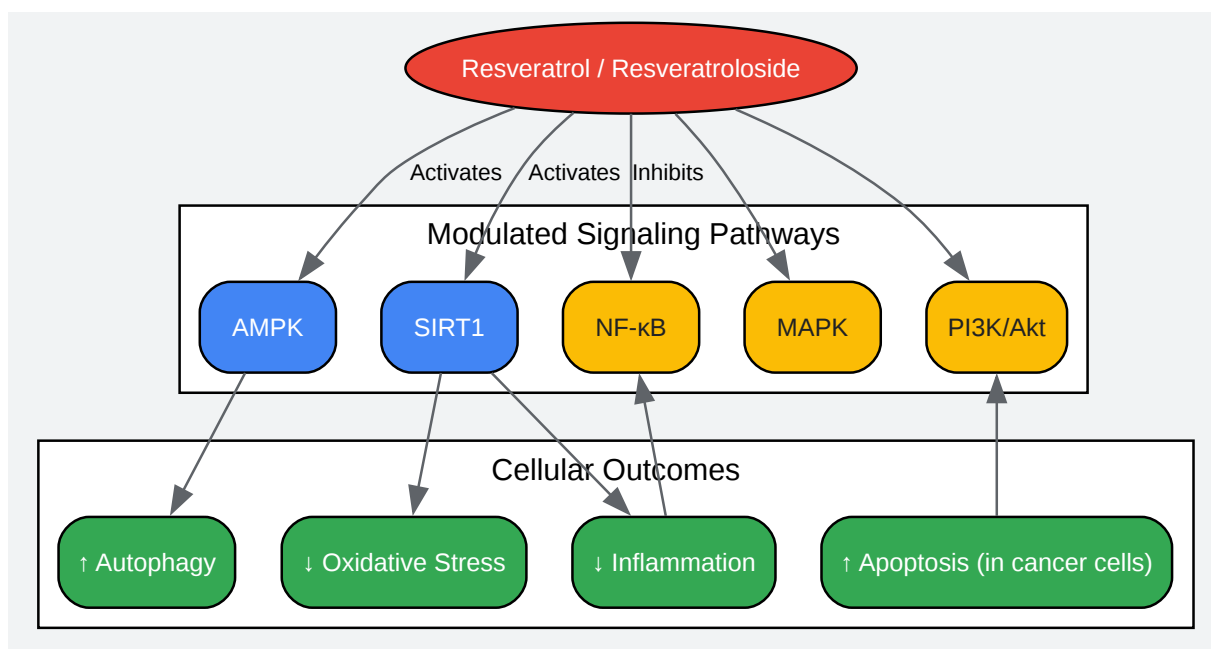 Resveratrol / Resveratroloside
Activates
Activates
Inhibits
Modulated Signaling Pathways
AMPK
SIRT1
NF-κB
MAPK
PI3K/Akt
Cellular Outcomes
↑ Autophagy
↓ Oxidative Stress
↓ Inflammation
↑ Apoptosis (in cancer cells)